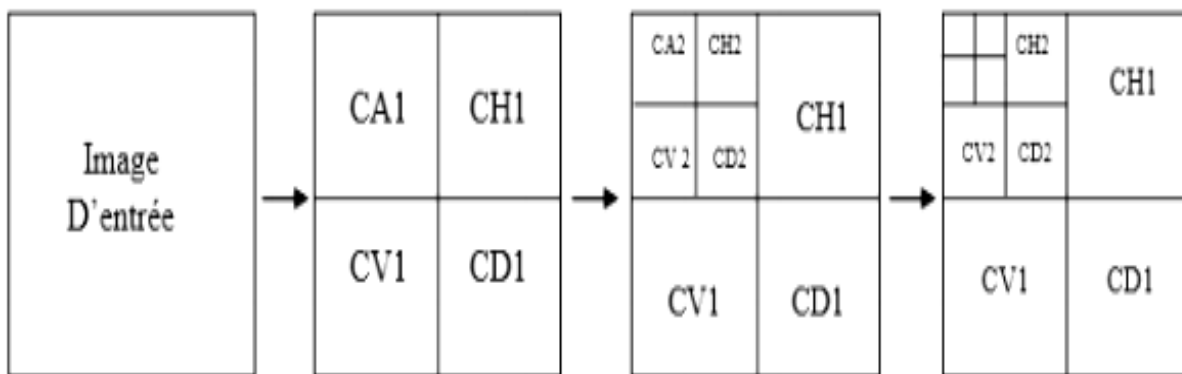 Image
D'entrée
CA1 CH1
CV1 CD1
CA2 CH2
CH1
CV 2 CD2
CV1 CD1
CH2
CH1
CV2 CD2
CV1 CD1